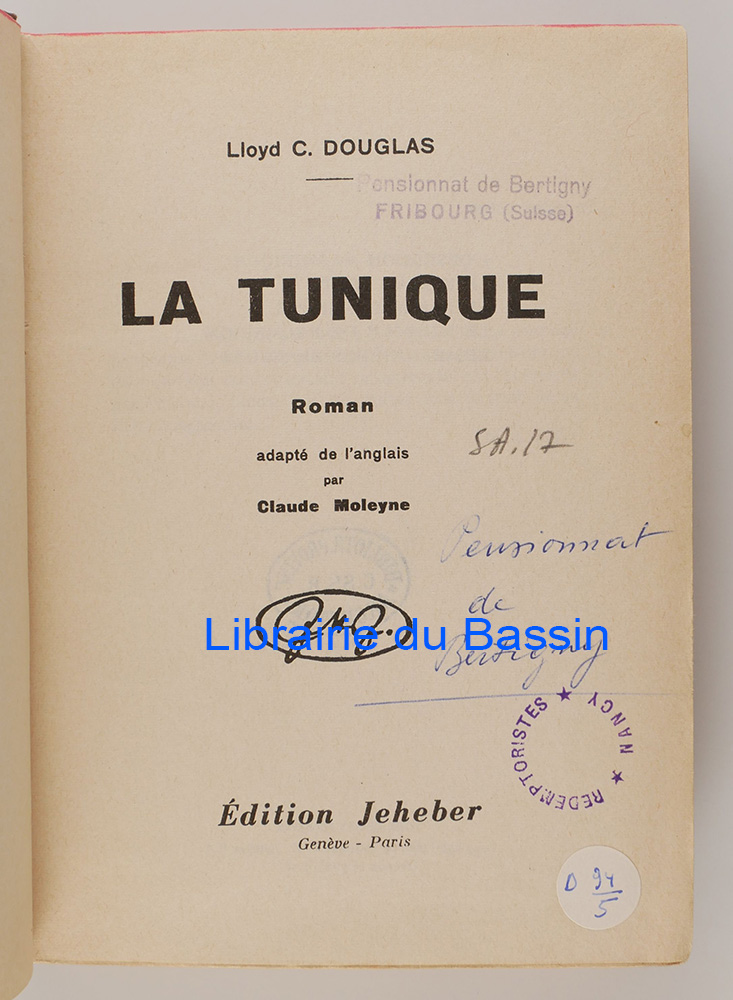 Lloyd C. DOUGLAS
Pensionnat de Bertigny
FRIBOURG (Suisse)
LA TUNIQUE
Roman
adapté de l'anglais
par
Claude Moleyne
SA.17
Pensionnat
de
Bertigny
Librairie du Bassin
REDEMPTORISTES ★ NANCY ★
Édition Jeheber
Genève - Paris
D 94
5